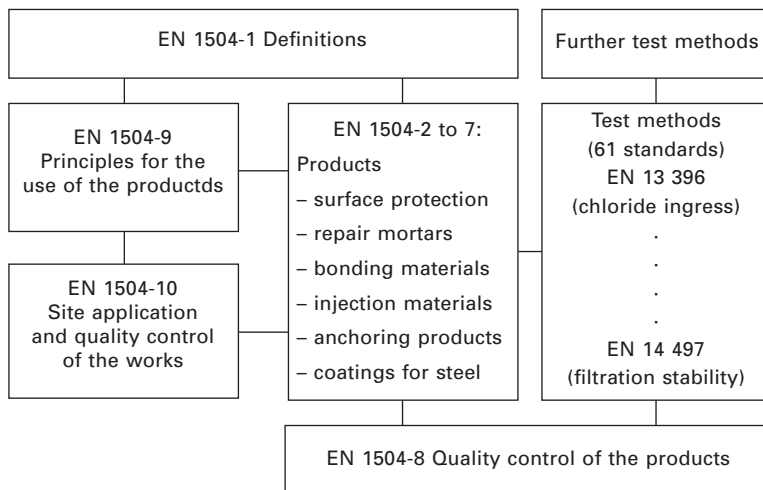 EN 1504-1 Definitions
Further test methods
EN 1504-9
Principles for the
use of the productds
EN 1504-10
Site application
and quality control
of the works
EN 1504-2 to 7:
Products
– surface protection
– repair mortars
– bonding materials
– injection materials
– anchoring products
– coatings for steel
Test methods
(61 standards)
EN 13 396
(chloride ingress)
.
.
.
.
EN 14 497
(filtration stability)
EN 1504-8 Quality control of the products